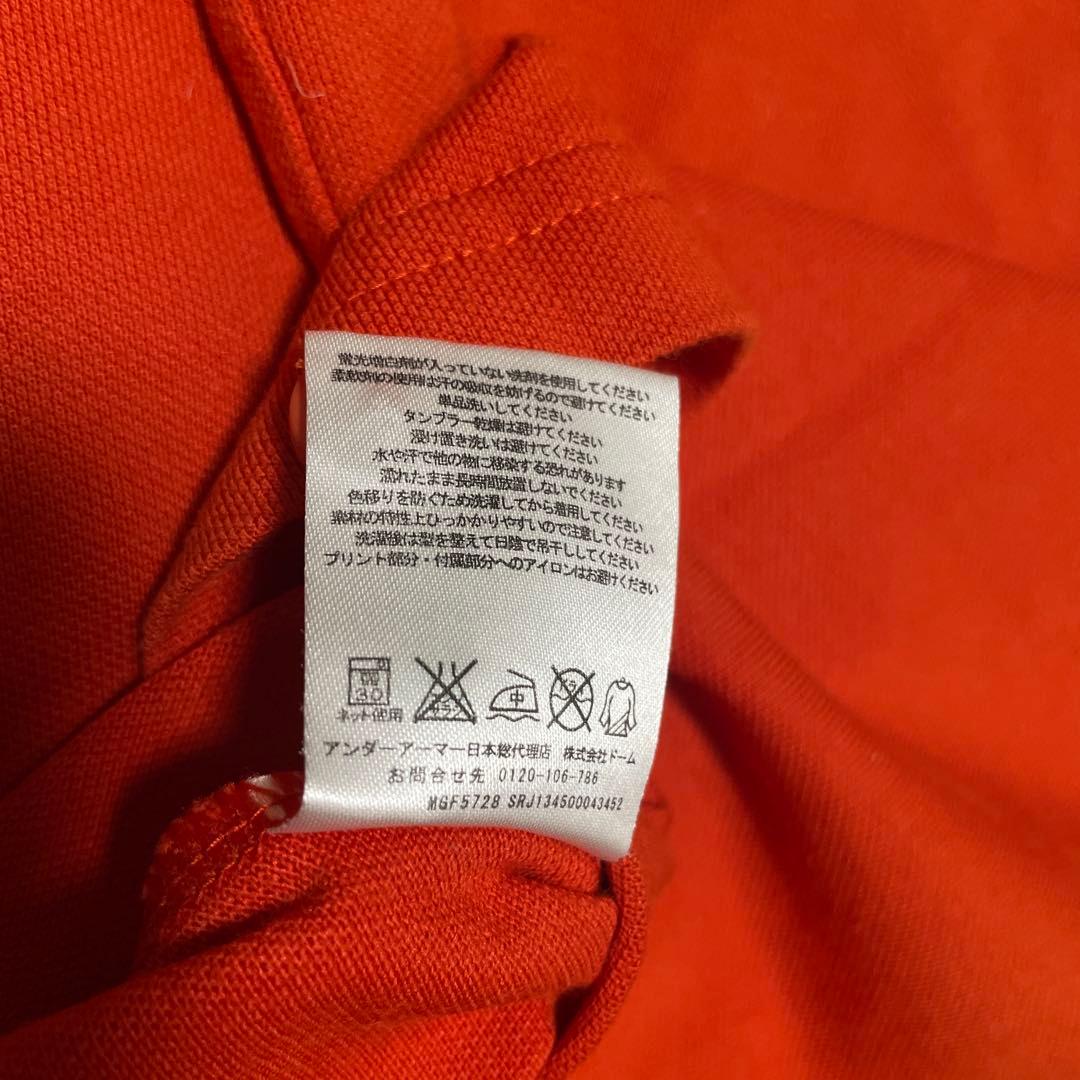 蛍光増白剤が入っていない洗剤を使用してください
柔軟剤の使用は汗の吸収を妨げるので避けてください
単品洗いしてください
タンブラー乾燥は避けてください
浸け置き洗いは避けてください
水や汗で他の物に移染する恐れがあります
濡れたまま長時間放置しないでください
色移りを防ぐため洗濯してから着用してください
素材の特性上ひっかかりやすいので注意してください
洗濯後は型を整えて日陰で吊干ししてください
プリント部分・付属部分へのアイロンはお避けください
30 中
ネット使用
アンダーアーマー日本総代理店 株式会社ドーム
お問合せ先 0120-106-786
MGF5728 SRJ134500043452